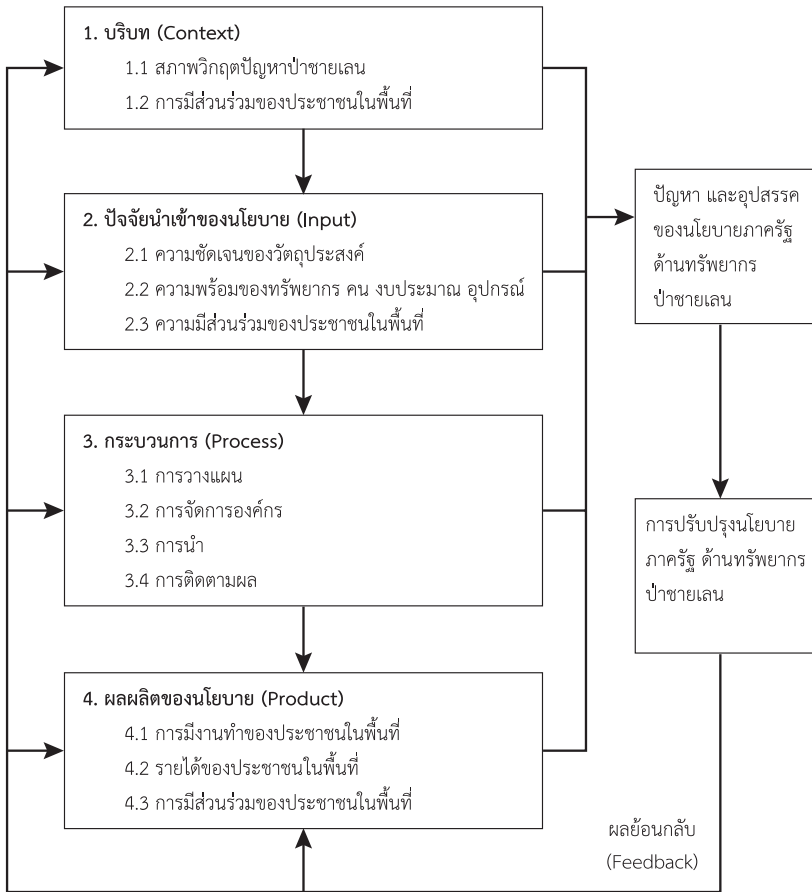 1. บริบท (Context)
1.1 สภาพวิกฤตปัญหาป่าชายเลน
1.2 การมีส่วนร่วมของประชาชนในพื้นที่
2. ปัจจัยนำเข้าของนโยบาย (Input)
2.1 ความชัดเจนของวัตถุประสงค์
2.2 ความพร้อมของทรัพยากร คน งบประมาณ อุปกรณ์
2.3 ความมีส่วนร่วมของประชาชนในพื้นที่
3. กระบวนการ (Process)
3.1 การวางแผน
3.2 การจัดการองค์กร
3.3 การนำ
3.4 การติดตามผล
4. ผลผลิตของนโยบาย (Product)
4.1 การมีงานทำของประชาชนในพื้นที่
4.2 รายได้ของประชาชนในพื้นที่
4.3 การมีส่วนร่วมของประชาชนในพื้นที่
ปัญหา และอุปสรรค
ของนโยบายภาครัฐ
ด้านทรัพยากร
ป่าชายเลน
การปรับปรุงนโยบาย
ภาครัฐ ด้านทรัพยากร
ป่าชายเลน
ผลย้อนกลับ
(Feedback)